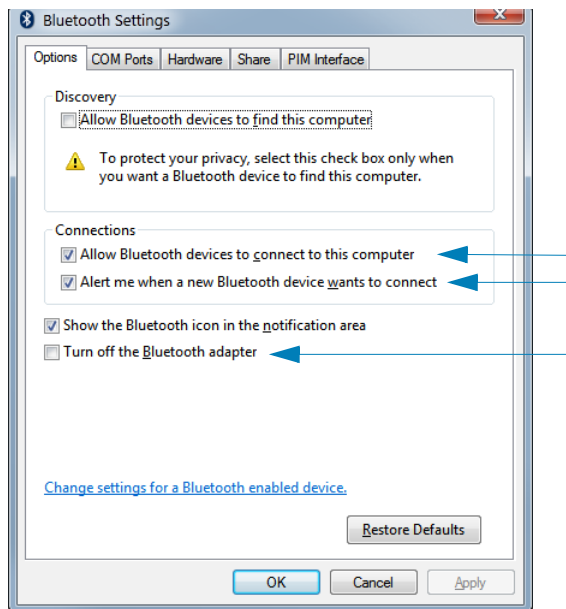 Bluetooth Settings
Options COM Ports Hardware Share PIM Interface
Discovery
Allow Bluetooth devices to find this computer
To protect your privacy, select this check box only when
you want a Bluetooth device to find this computer.
Connections
Allow Bluetooth devices to connect to this computer
Alert me when a new Bluetooth device wants to connect
Show the Bluetooth icon in the notification area
Turn off the Bluetooth adapter
Change settings for a Bluetooth enabled device.
Restore Defaults
OK Cancel Apply